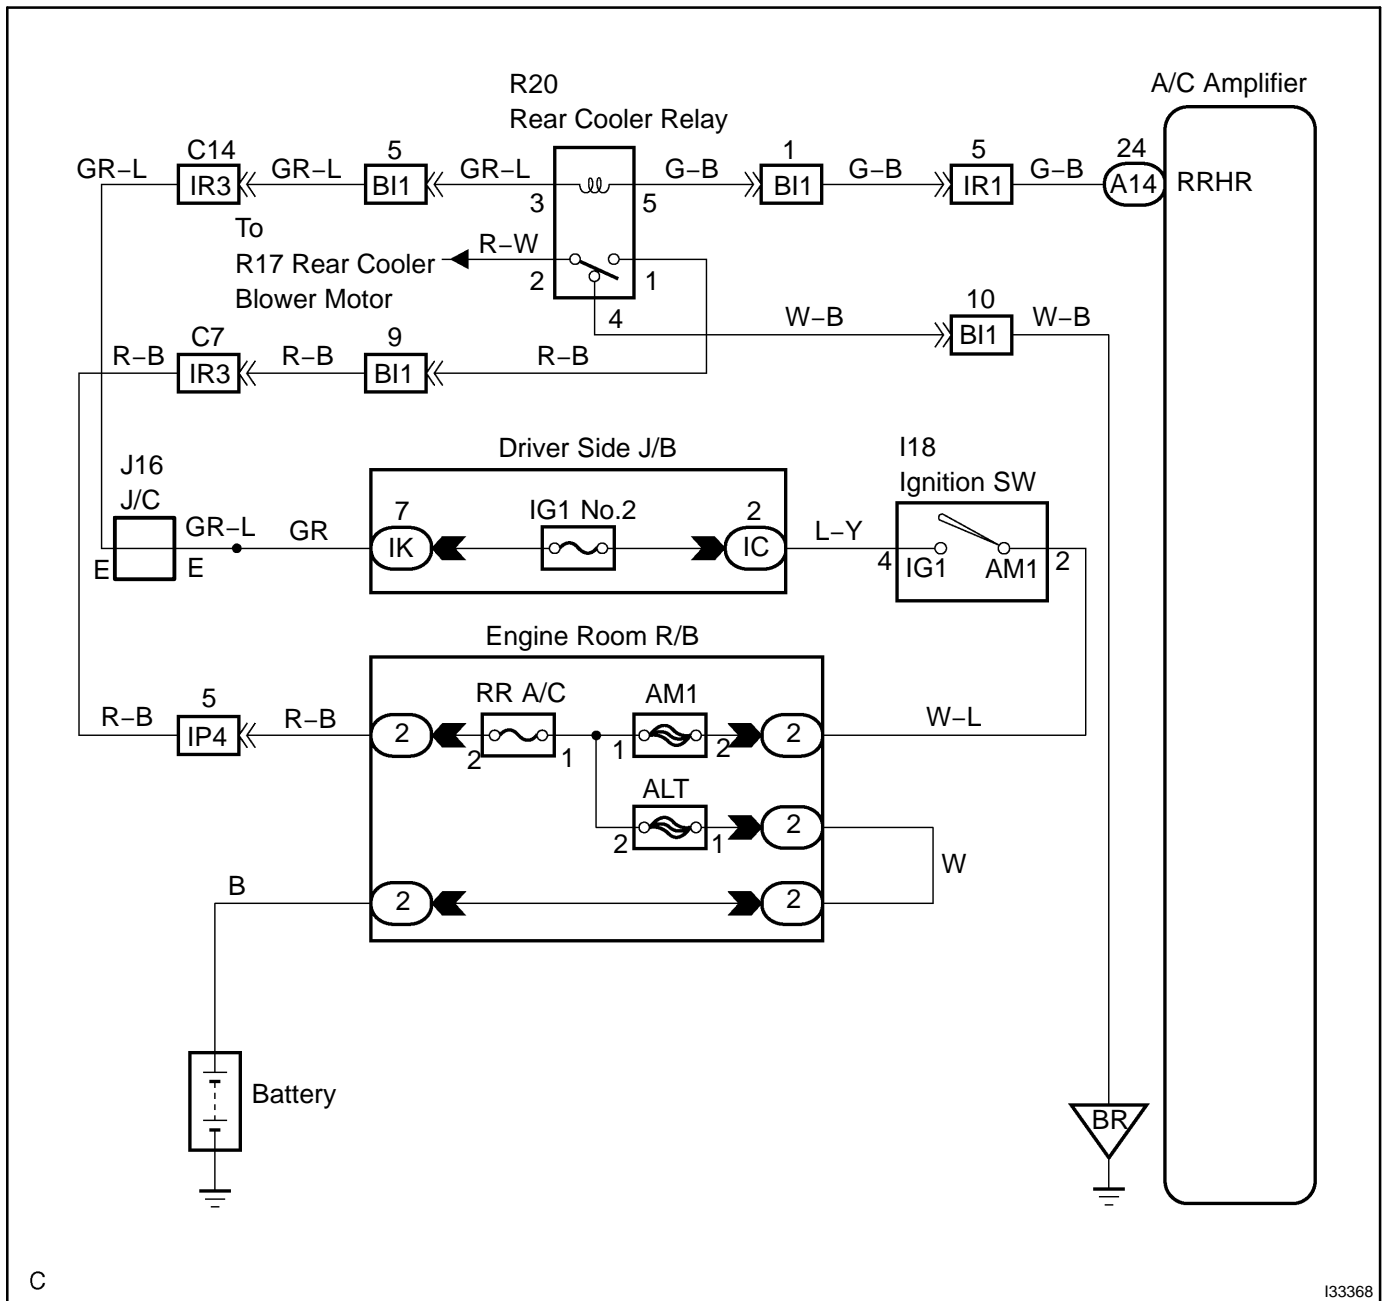 R20
Rear Cooler Relay
A/C Amplifier
C14
5
1
5
24
GR–L
IR3
GR–L
BI1
GR–L
3
5
G–B
BI1
G–B
IR1
G–B
A14
RRHR
To
R17 Rear Cooler
Blower Motor
R–W
2
1
4
W–B
10
BI1
W–B
C7
9
R–B
IR3
R–B
BI1
R–B
Driver Side J/B
I18
Ignition SW
J16
J/C
E
GR–L
E
GR
7
IK
IG1 No.2
2
IC
L–Y
4
IG1
AM1
2
Engine Room R/B
5
R–B
IP4
R–B
2
RR A/C
2
1
AM1
1
2
2
W–L
ALT
2
1
2
W
B
2
2
Battery
BR
C
I33368